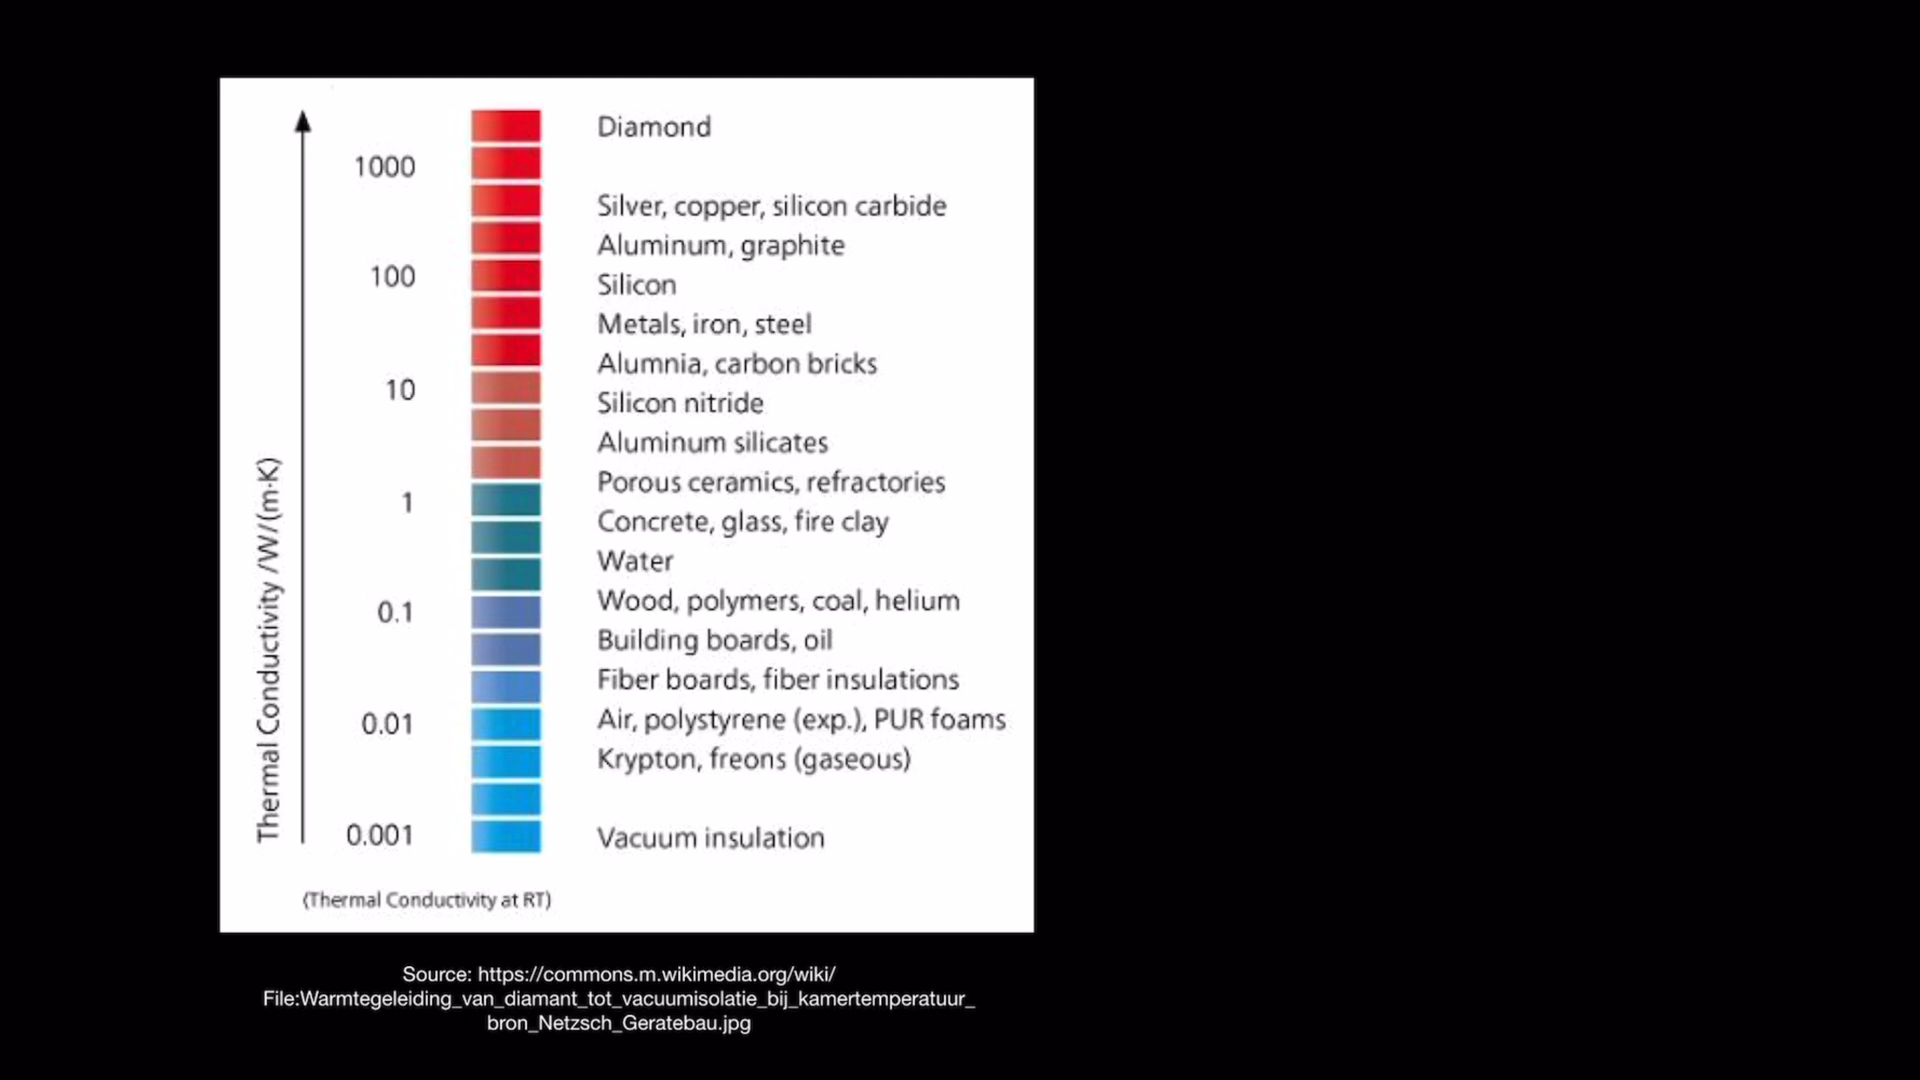 Diamond
1000
Silver, copper, silicon carbide
Aluminum, graphite
100
Silicon
Metals, iron, steel
Alumnia, carbon bricks
10
Silicon nitride
Aluminum silicates
Porous ceramics, refractories
1
Concrete, glass, fire clay
Water
Wood, polymers, coal, helium
0.1
Building boards, oil
Fiber boards, fiber insulations
Air, polystyrene (exp.), PUR foams
0.01
Krypton, freons (gaseous)
0.001
Vacuum insulation
Thermal Conductivity /W/(m·K)
(Thermal Conductivity at RT)
Source: https://commons.m.wikimedia.org/wiki/
File:Warmtegeleiding_van_diamant_tot_vacuumisolatie_bij_kamertemperatuur_
bron_Netzsch_Geratebau.jpg